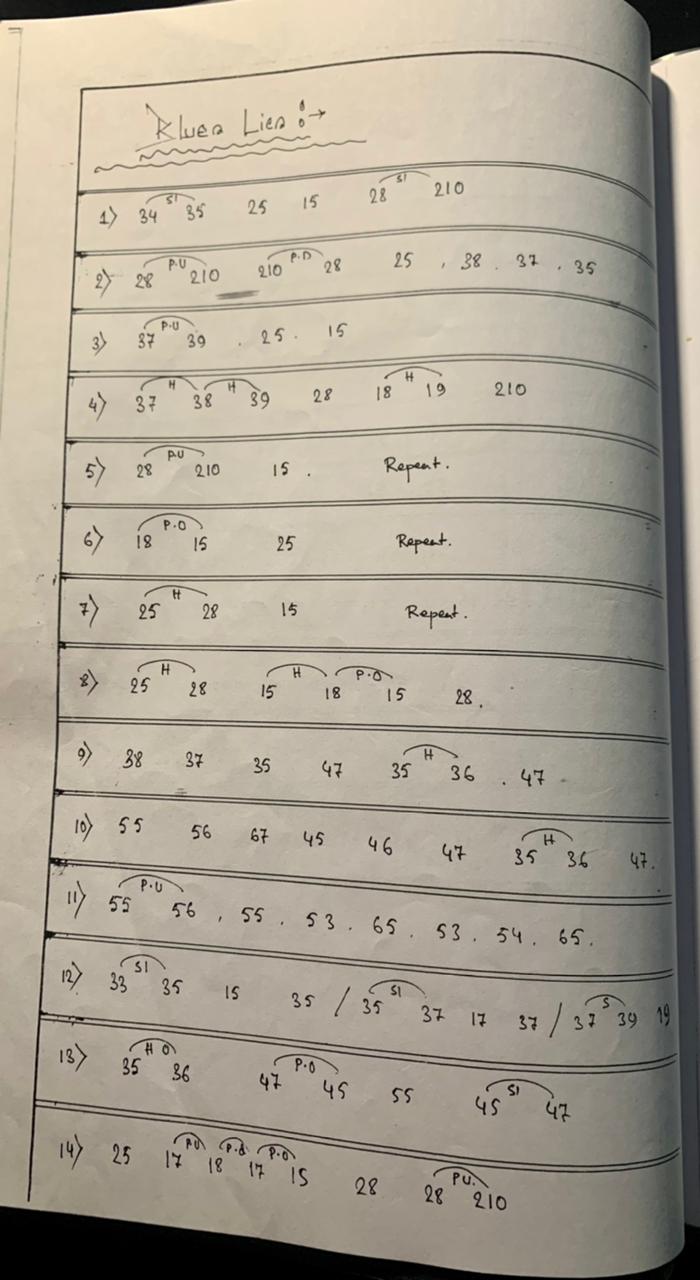 Blues Lics :→
1) 34 SI 35 25 15 28 SI 210
2) 28 P.U 210 210 P.D 28 25 , 38 . 37 . 35
3) 37 P.U 39 . 25 . 15
4) 37 H 38 H 39 28 18 H 19 210
5) 28 P.U 210 15 . Repeat.
6) 18 P.O 15 25 Repeat.
7) 25 H 28 15 Repeat.
8) 25 H 28 15 H 18 P.O 15 28 .
9) 38 37 35 47 35 H 36 . 47
10) 55 56 67 45 46 47 35 H 36 47.
11) 55 P.U 56 , 55 . 53 . 65 . 53 . 54 . 65 .
12) 33 SI 35 15 35 / 35 SI 37 17 37 / 37 S 39 19
13) 35 H O 36 47 P.O 45 55 45 SI 47
14) 25 17 P.U 18 P.d 17 P.O 15 28 28 PU. 210